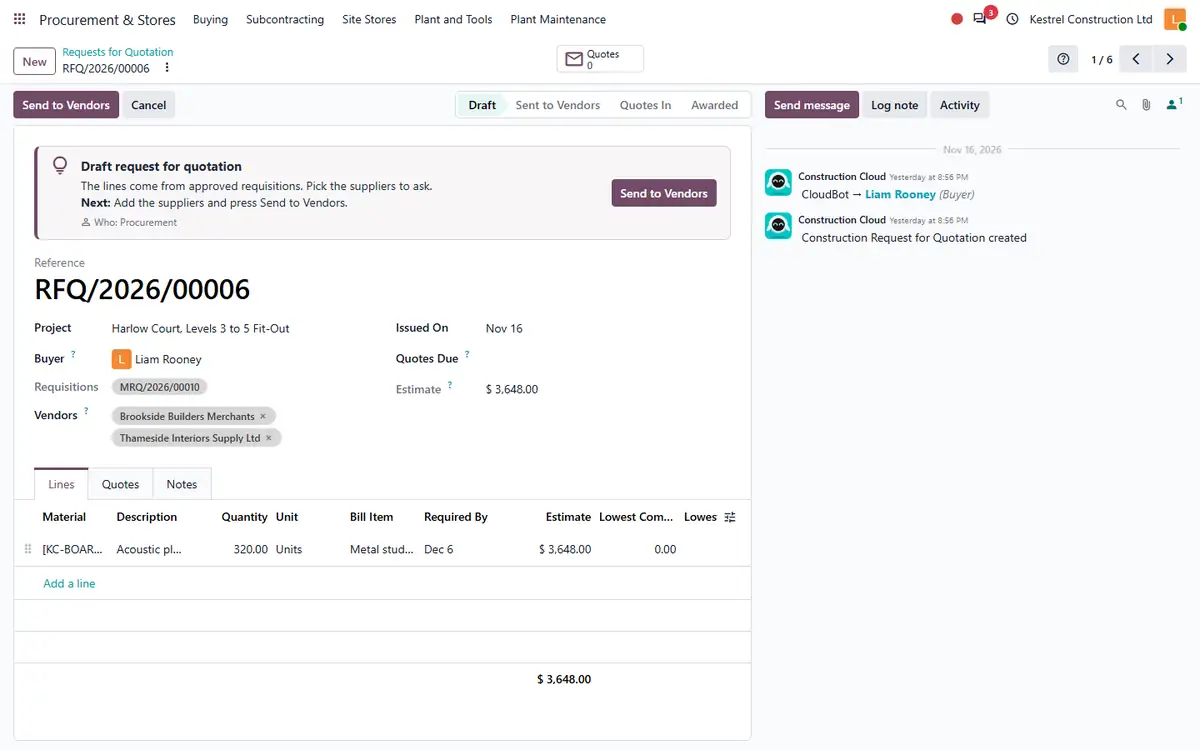 Procurement & Stores Buying Subcontracting Site Stores Plant and Tools Plant Maintenance 3 Kestrel Construction Ltd L
New Requests for Quotation
RFQ/2026/00006
Quotes
0
1 / 6
Send to Vendors Cancel Draft Sent to Vendors Quotes In Awarded
Send message Log note Activity 1
Draft request for quotation
The lines come from approved requisitions. Pick the suppliers to ask.
Next: Add the suppliers and press Send to Vendors.
Who: Procurement
Send to Vendors
Reference
RFQ/2026/00006
Project Harlow Court, Levels 3 to 5 Fit-Out
Buyer ? L Liam Rooney
Requisitions MRQ/2026/00010
Vendors ? Brookside Builders Merchants ×
Thameside Interiors Supply Ltd ×
Issued On Nov 16
Quotes Due ?
Estimate ? $ 3,648.00
Lines Quotes Notes
Material Description Quantity Unit Bill Item Required By Estimate Lowest Com... Lowes
[KC-BOAR... Acoustic pl... 320.00 Units Metal stud... Dec 6 $ 3,648.00 0.00
Add a line
$ 3,648.00
Nov 16, 2026
Construction Cloud Yesterday at 8:56 PM
CloudBot → Liam Rooney (Buyer)
Construction Cloud Yesterday at 8:56 PM
Construction Request for Quotation created